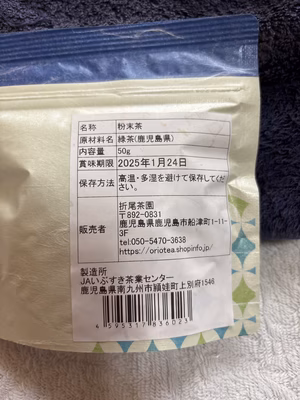 名称 粉末茶
原材料名 緑茶(鹿児島県)
内容量 50g
賞味期限 2025年1月24日
保存方法 高温・多湿を避けて保存してください。
販売者 折尾茶園
〒892-0831
鹿児島県鹿児島市船津町1-11-3F
tel:050-5470-3638
https://oriotea.shopinfo.jp/
製造所
JAいぶすき茶業センター
鹿児島県南九州市頴娃町上別府1546
4595317836023